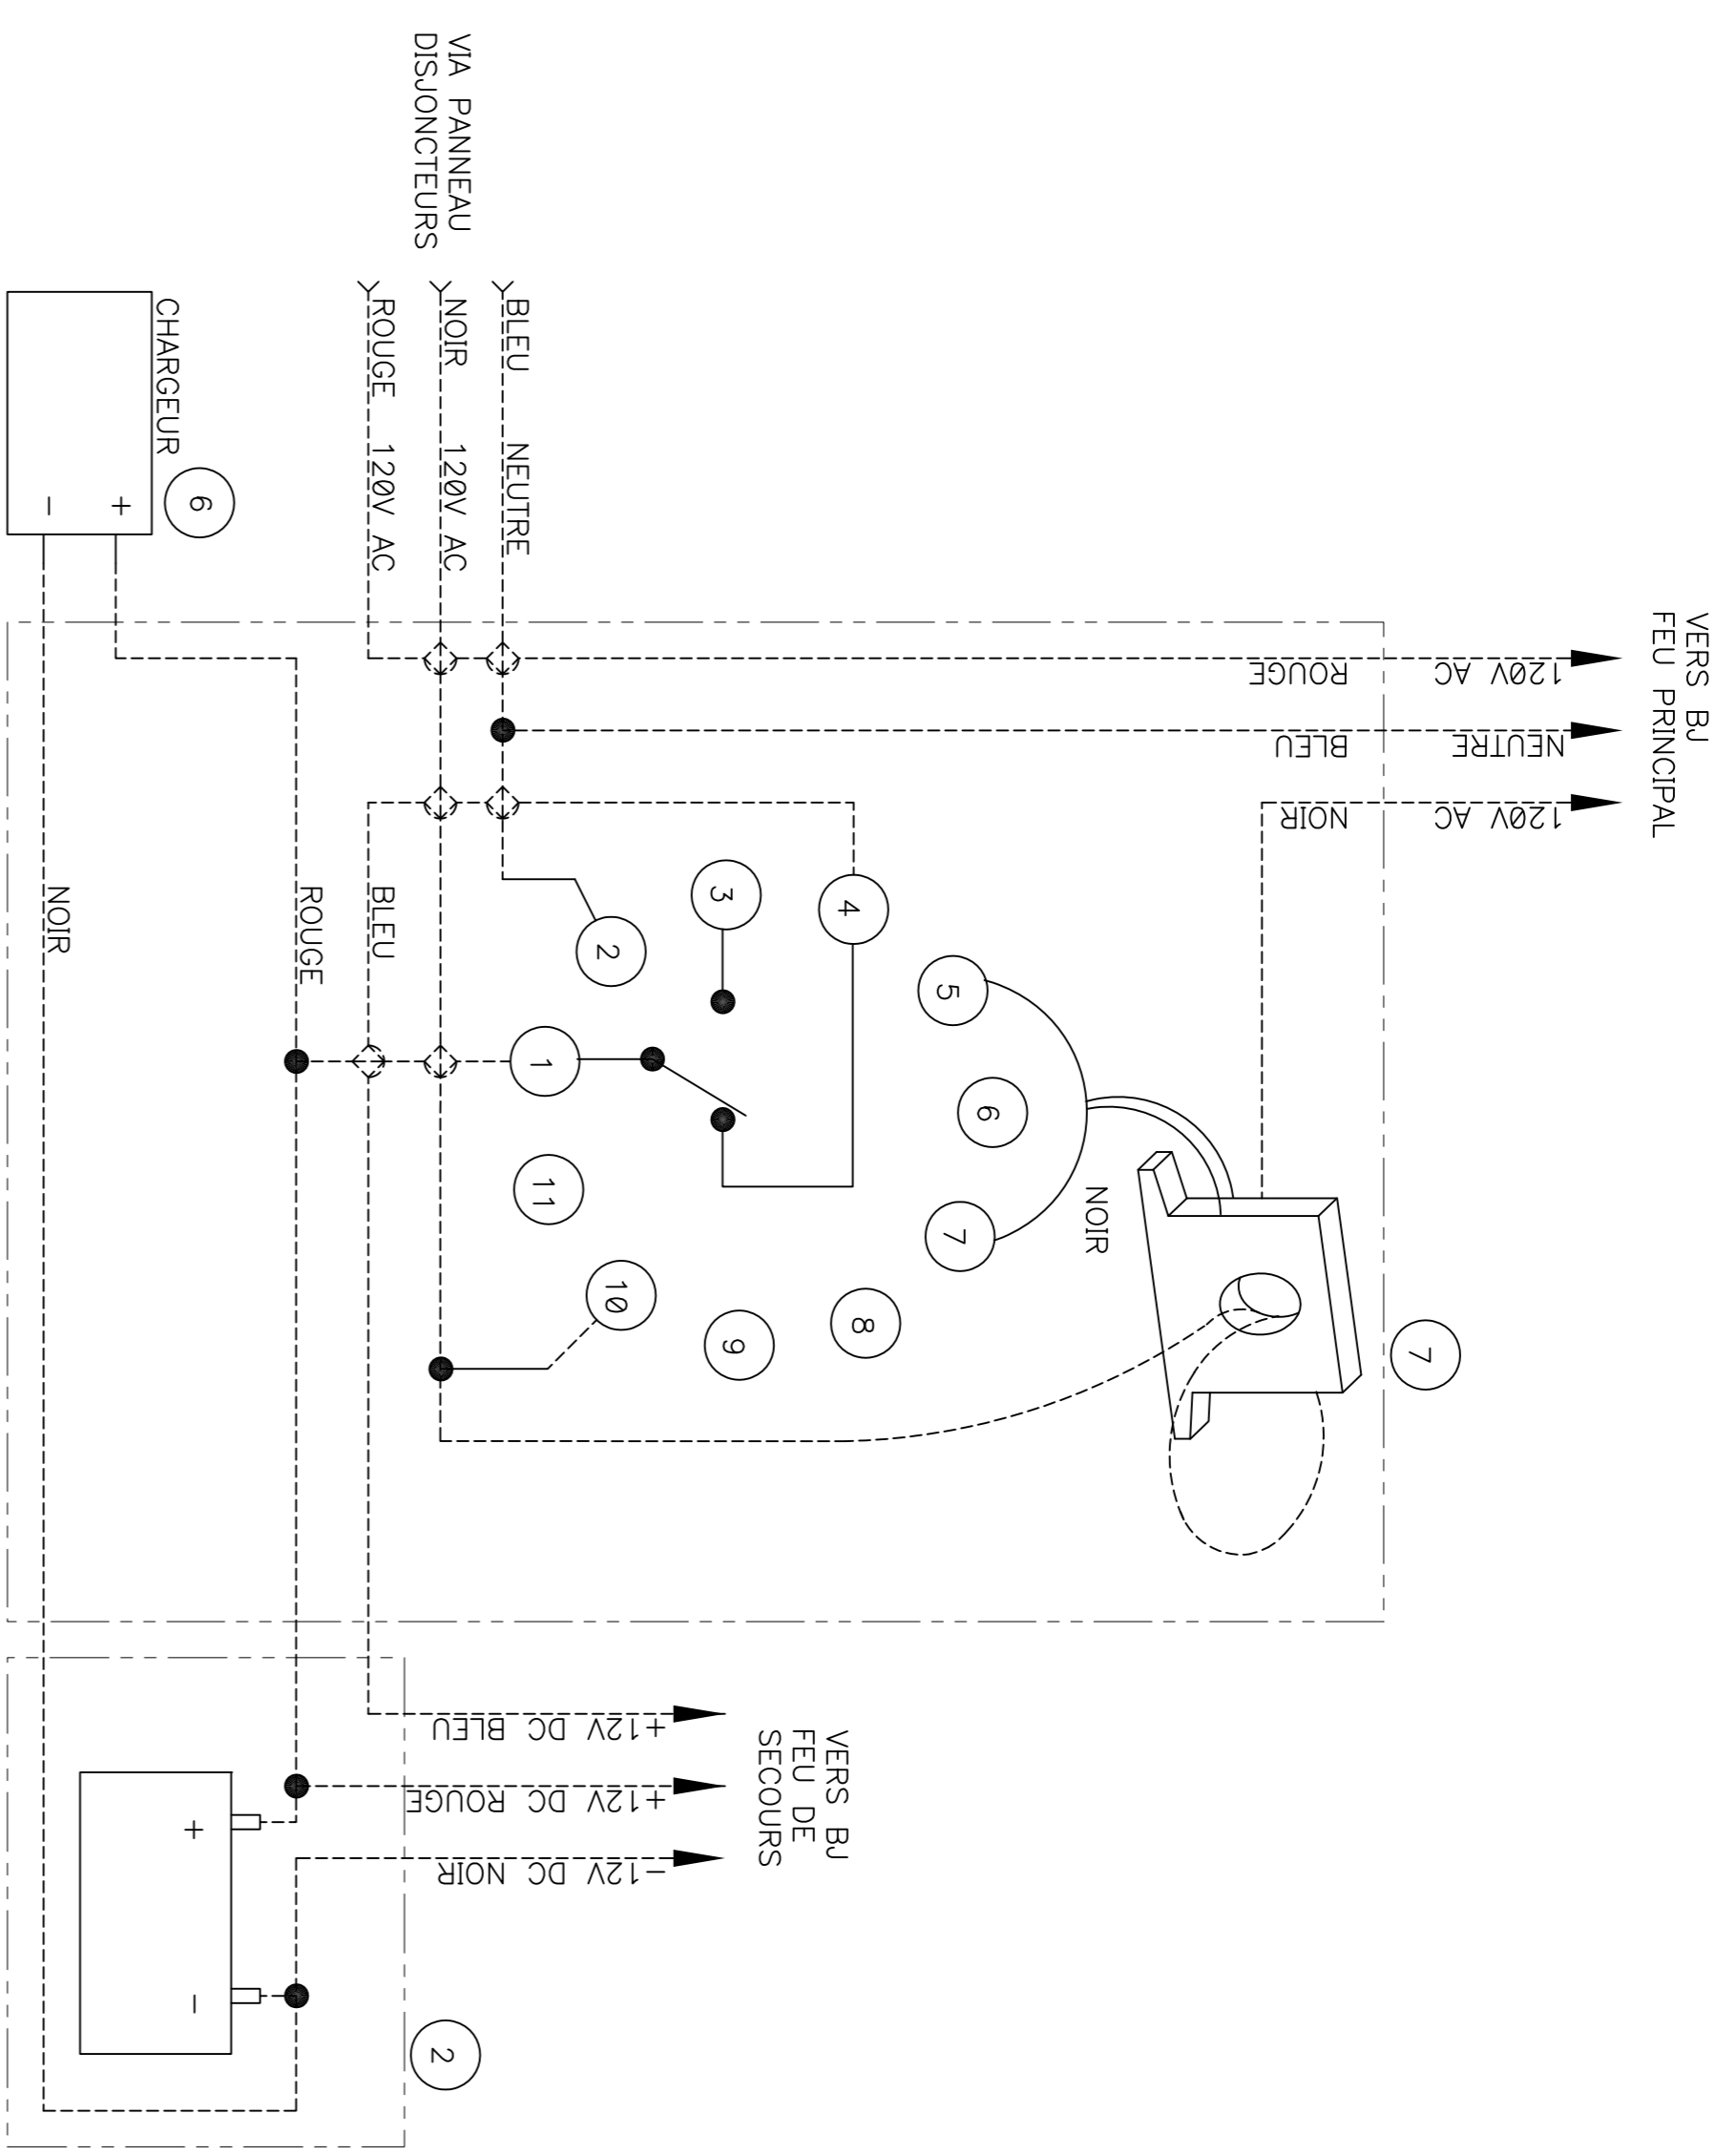 VERS BJ
FEU PRINCIPAL
120V AC ROUGE
NEUTRE BLEU
120V AC NOIR
VIA PANNEAU
DISJONCTEURS
BLEU NEUTRE
NOIR 120V AC
ROUGE 120V AC
CHARGEUR
6
+
-
1
2
3
4
5
6
7
8
9
10
11
NOIR
7
BLEU
ROUGE
NOIR
VERS BJ
FEU DE
SECOURS
+12V DC BLEU
+12V DC ROUGE
-12V DC NOIR
+
-
2